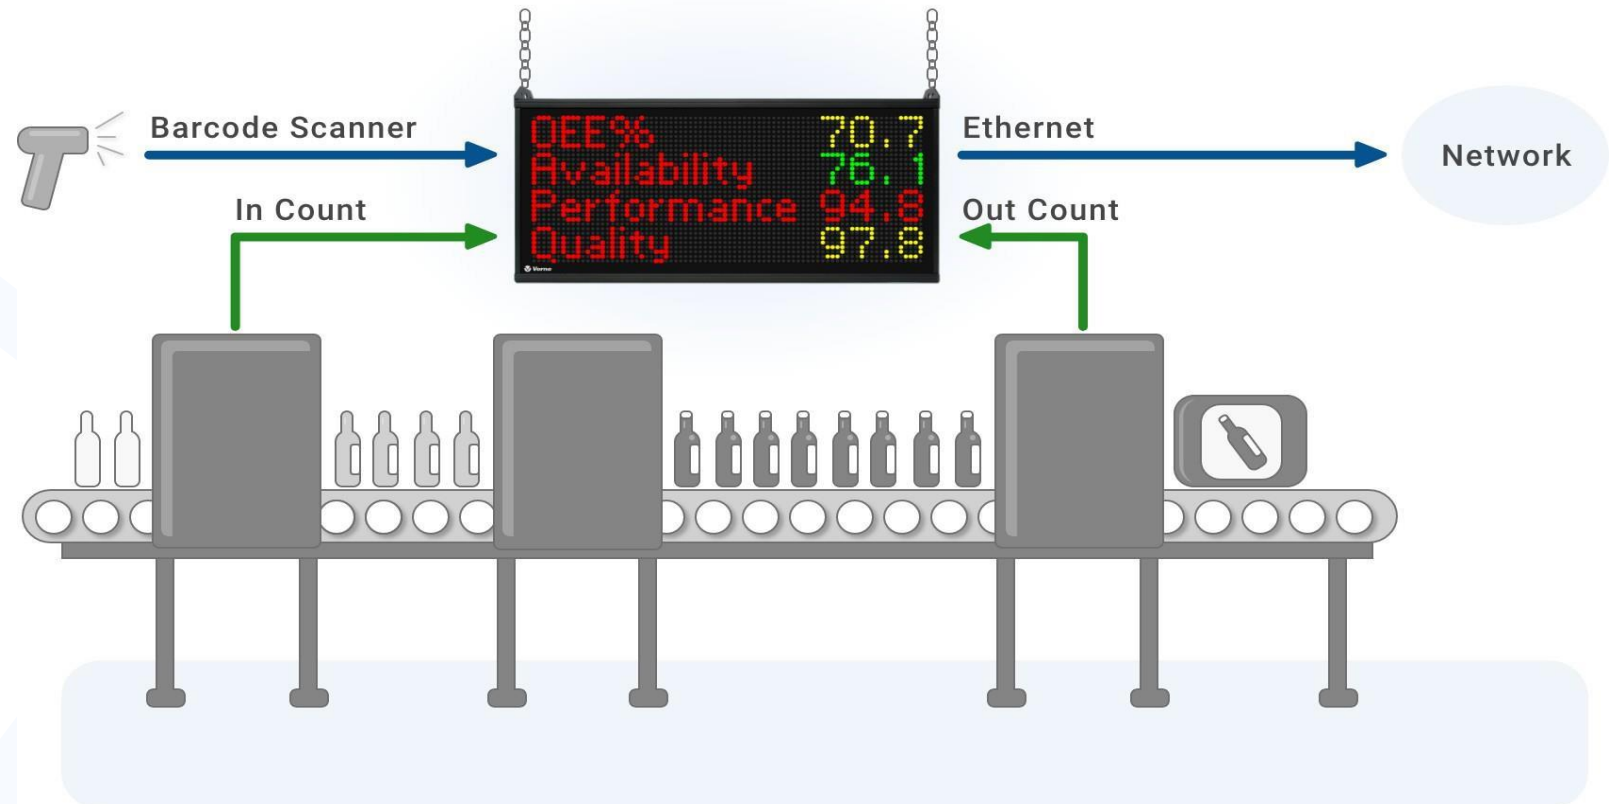 Barcode Scanner
Ethernet
Network
In Count
Out Count
OEE% 70.7
Availability 76.1
Performance 94.8
Quality 97.8
Vorne